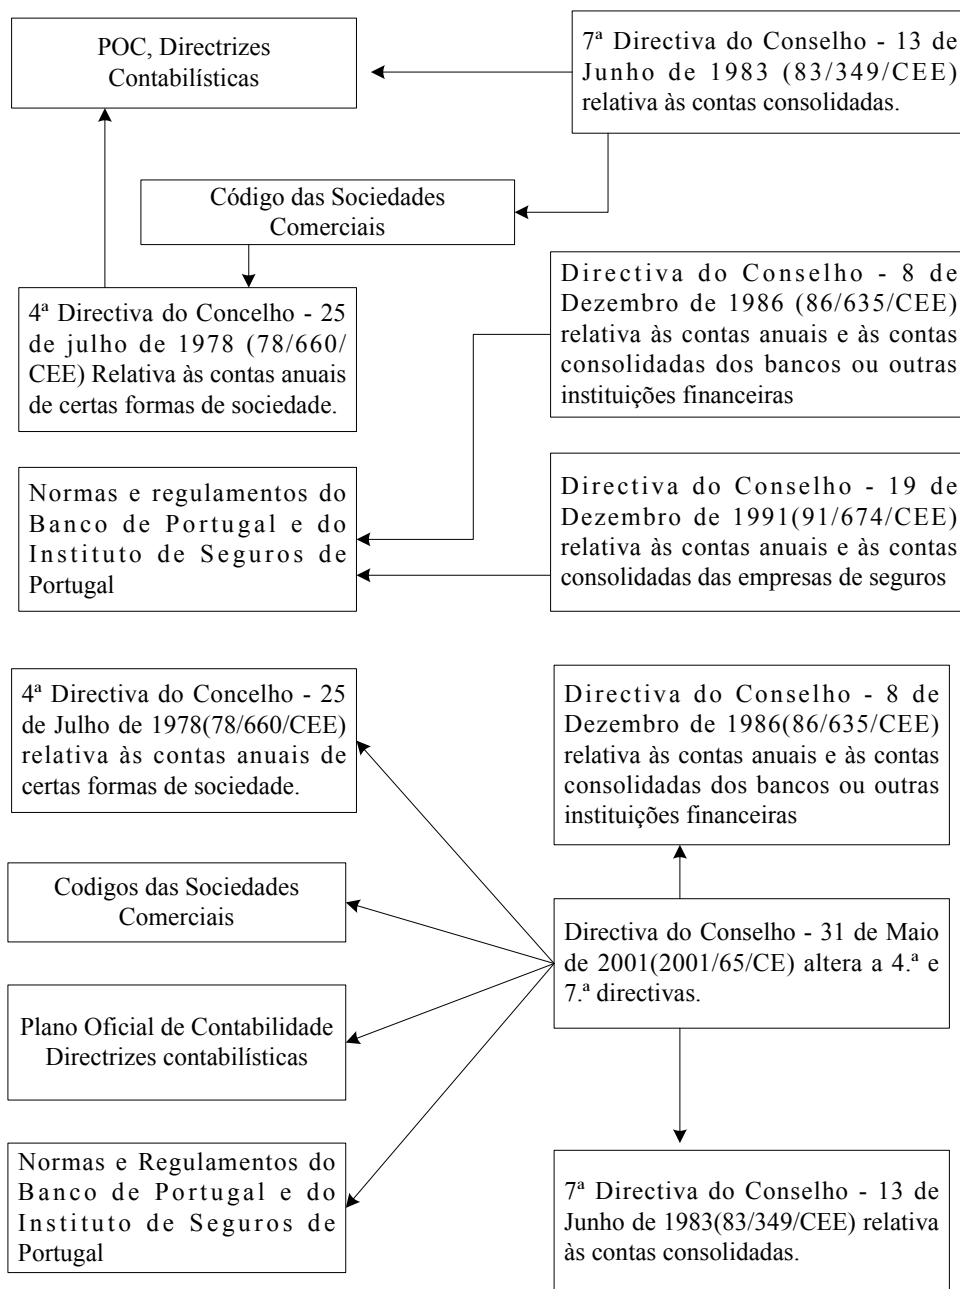 POC, Directrizes
Contabilísticas
7ª Directiva do Conselho - 13 de
Junho de 1983 (83/349/CEE)
relativa às contas consolidadas.
Código das Sociedades
Comerciais
4ª Directiva do Concelho - 25
de julho de 1978 (78/660/
CEE) Relativa às contas anuais
de certas formas de sociedade.
Directiva do Conselho - 8 de
Dezembro de 1986 (86/635/CEE)
relativa às contas anuais e às contas
consolidadas dos bancos ou outras
instituições financeiras
Normas e regulamentos do
Banco de Portugal e do
Instituto de Seguros de
Portugal
Directiva do Conselho - 19 de
Dezembro de 1991(91/674/CEE)
relativa às contas anuais e às contas
consolidadas das empresas de seguros
4ª Directiva do Concelho - 25
de Julho de 1978(78/660/CEE)
relativa às contas anuais de
certas formas de sociedade.
Directiva do Conselho - 8 de
Dezembro de 1986(86/635/CEE)
relativa às contas anuais e às contas
consolidadas dos bancos ou outras
instituições financeiras
Codigos das Sociedades
Comerciais
Directiva do Conselho - 31 de Maio
de 2001(2001/65/CE) altera a 4.ª e
7.ª directivas.
Plano Oficial de Contabilidade
Directrizes contabilísticas
Normas e Regulamentos do
Banco de Portugal e do
Instituto de Seguros de
Portugal
7ª Directiva do Conselho - 13 de
Junho de 1983(83/349/CEE) relativa
às contas consolidadas.